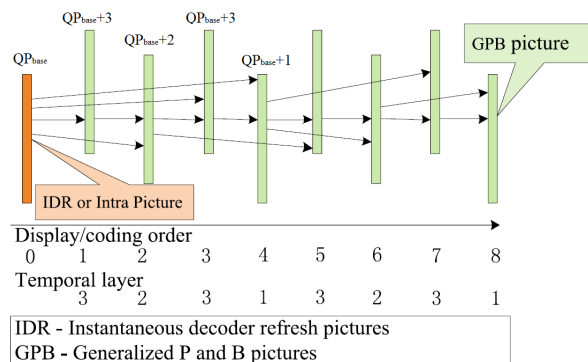 QPbase+3 QPbase+3
QPbase QPbase+2 QPbase+1 GPB picture
IDR or Intra Picture
Display/coding order
0 1 2 3 4 5 6 7 8
Temporal layer
3 2 3 1 3 2 3 1
IDR - Instantaneous decoder refresh pictures
GPB - Generalized P and B pictures